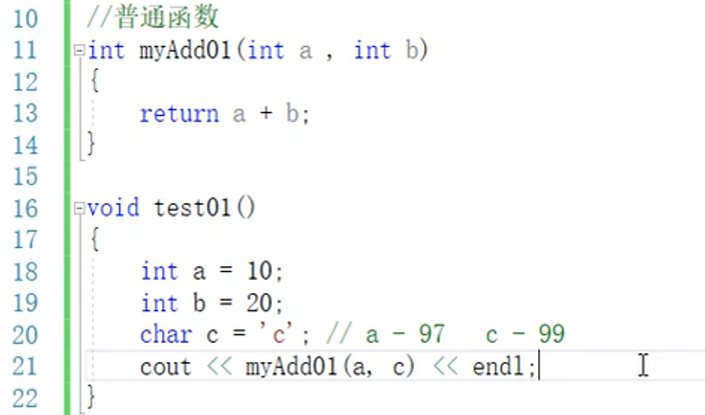 10 //普通函数
11 int myAdd01(int a , int b)
12 {
13     return a + b;
14 }
15
16 void test01()
17 {
18     int a = 10;
19     int b = 20;
20     char c = 'c'; // a - 97   c - 99
21     cout << myAdd01(a, c) << endl;
22 }